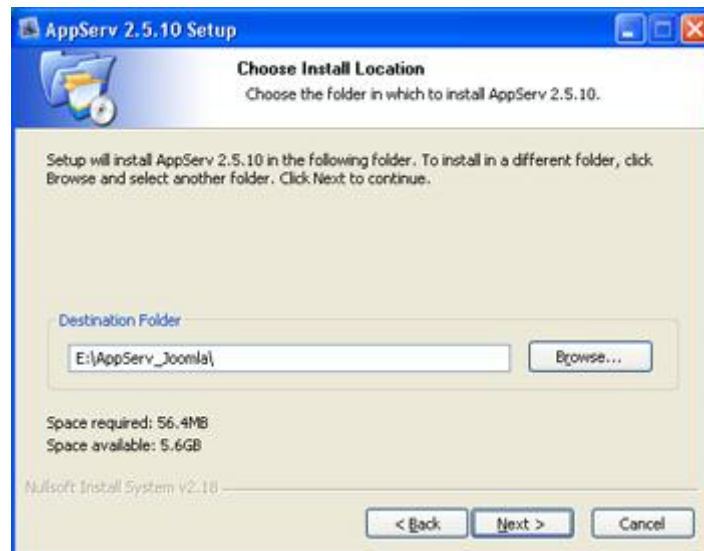 AppServ 2.5.10 Setup
Choose Install Location
Choose the folder in which to install AppServ 2.5.10.
Setup will install AppServ 2.5.10 in the following folder. To install in a different folder, click
Browse and select another folder. Click Next to continue.
Destination Folder
E:\AppServ_Joomla\
Browse...
Space required: 56.4MB
Space available: 5.6GB
Nullsoft Install System v2.18
< Back
Next >
Cancel